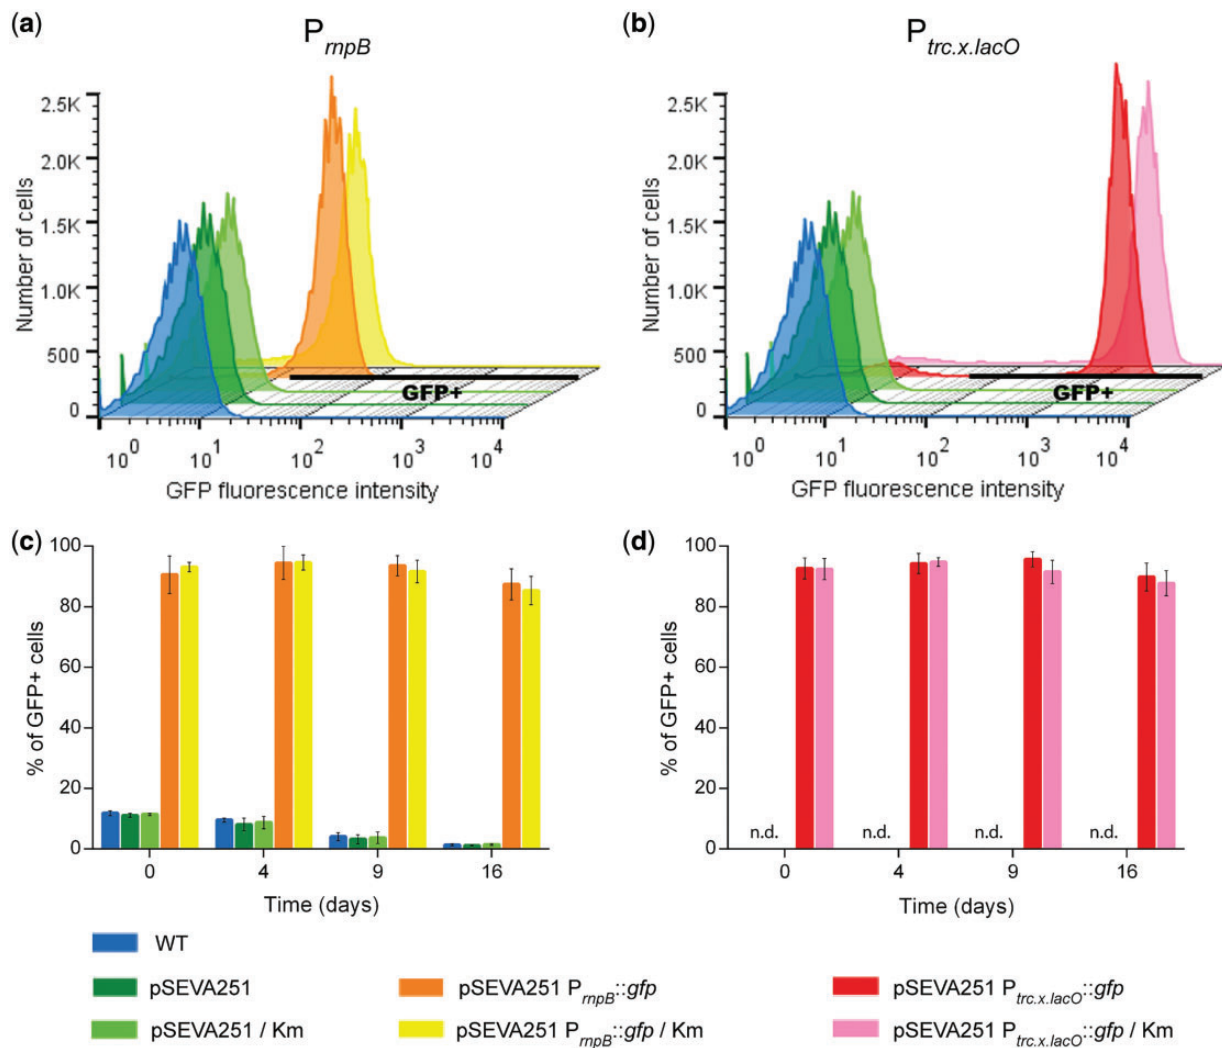 (a) P rnpB
Number of cells
2.5K
2.0K
1.5K
1.0K
500
0
GFP+
10^0 10^1 10^2 10^3 10^4
GFP fluorescence intensity
(b) P trc.x.lacO
Number of cells
2.5K
2.0K
1.5K
1.0K
500
0
GFP+
10^0 10^1 10^2 10^3 10^4
GFP fluorescence intensity
(c)
% of GFP+ cells
100
80
60
40
20
0
0 4 9 16
Time (days)
(d)
% of GFP+ cells
100
80
60
40
20
0
n.d. n.d. n.d. n.d.
0 4 9 16
Time (days)
WT
pSEVA251 pSEVA251 P rnpB::gfp pSEVA251 P trc.x.lacO::gfp
pSEVA251 / Km pSEVA251 P rnpB::gfp / Km pSEVA251 P trc.x.lacO::gfp / Km